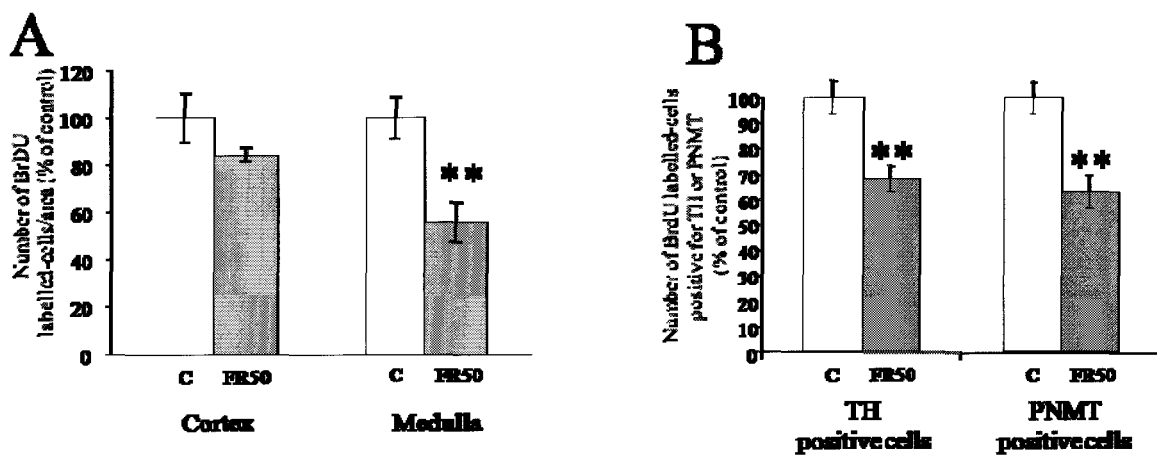 A
Number of BrDU
labelled-cells/area (% of control)
120
100
80
60
40
20
0
**
C FR50 C FR50
Cortex Medulla
B
Number of BrdU labelled-cells
positive for TH or PNMT
(% of control)
100
90
80
70
60
50
40
30
20
10
0
** **
C FR50 C FR50
TH PNMT
positive cells positive cells